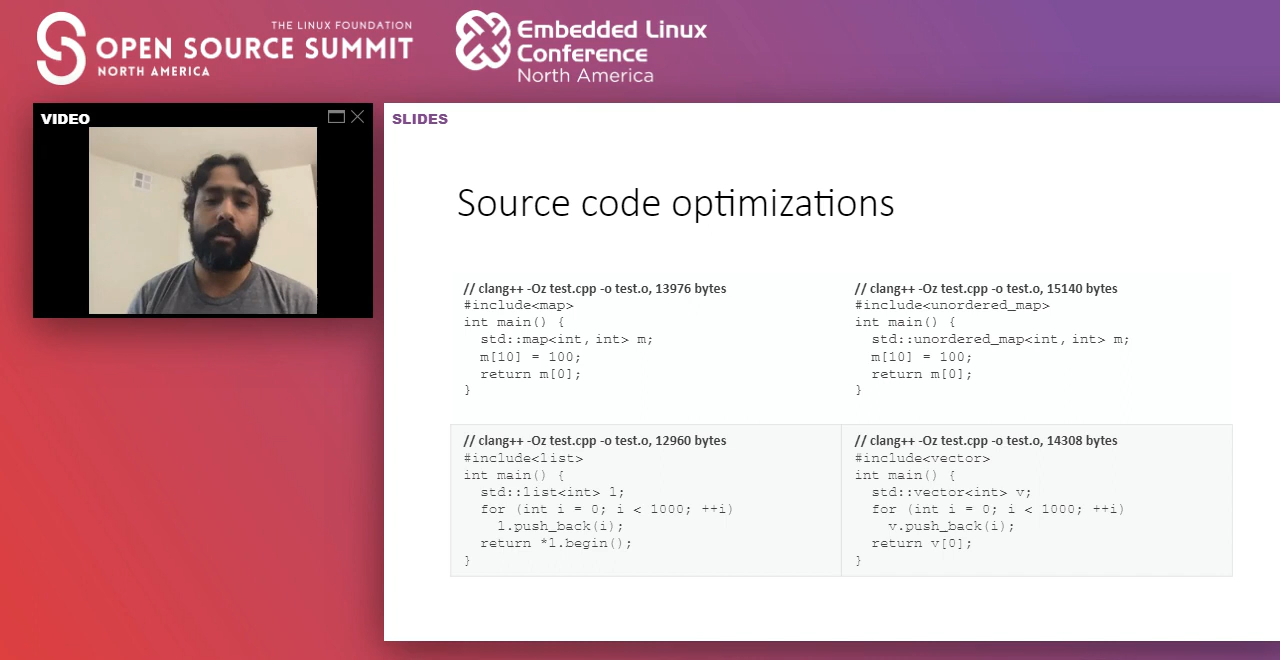 THE LINUX FOUNDATION
OPEN SOURCE SUMMIT
NORTH AMERICA
Embedded Linux
Conference
North America
VIDEO
SLIDES
Source code optimizations
// clang++ -Oz test.cpp -o test.o, 13976 bytes
#include<map>
int main() {
  std::map<int, int> m;
  m[10] = 100;
  return m[0];
}
// clang++ -Oz test.cpp -o test.o, 15140 bytes
#include<unordered_map>
int main() {
  std::unordered_map<int, int> m;
  m[10] = 100;
  return m[0];
}
// clang++ -Oz test.cpp -o test.o, 12960 bytes
#include<list>
int main() {
  std::list<int> l;
  for (int i = 0; i < 1000; ++i)
    l.push_back(i);
  return *l.begin();
}
// clang++ -Oz test.cpp -o test.o, 14308 bytes
#include<vector>
int main() {
  std::vector<int> v;
  for (int i = 0; i < 1000; ++i)
    v.push_back(i);
  return v[0];
}